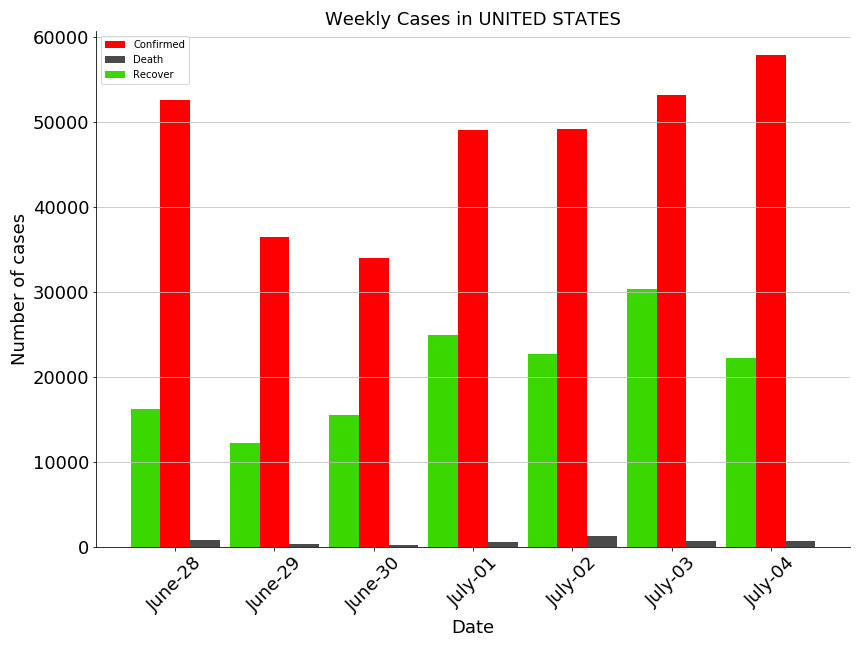 Weekly Cases in UNITED STATES
Confirmed
Death
Recover
Number of cases
60000
50000
40000
30000
20000
10000
0
June-28
June-29
June-30
July-01
July-02
July-03
July-04
Date